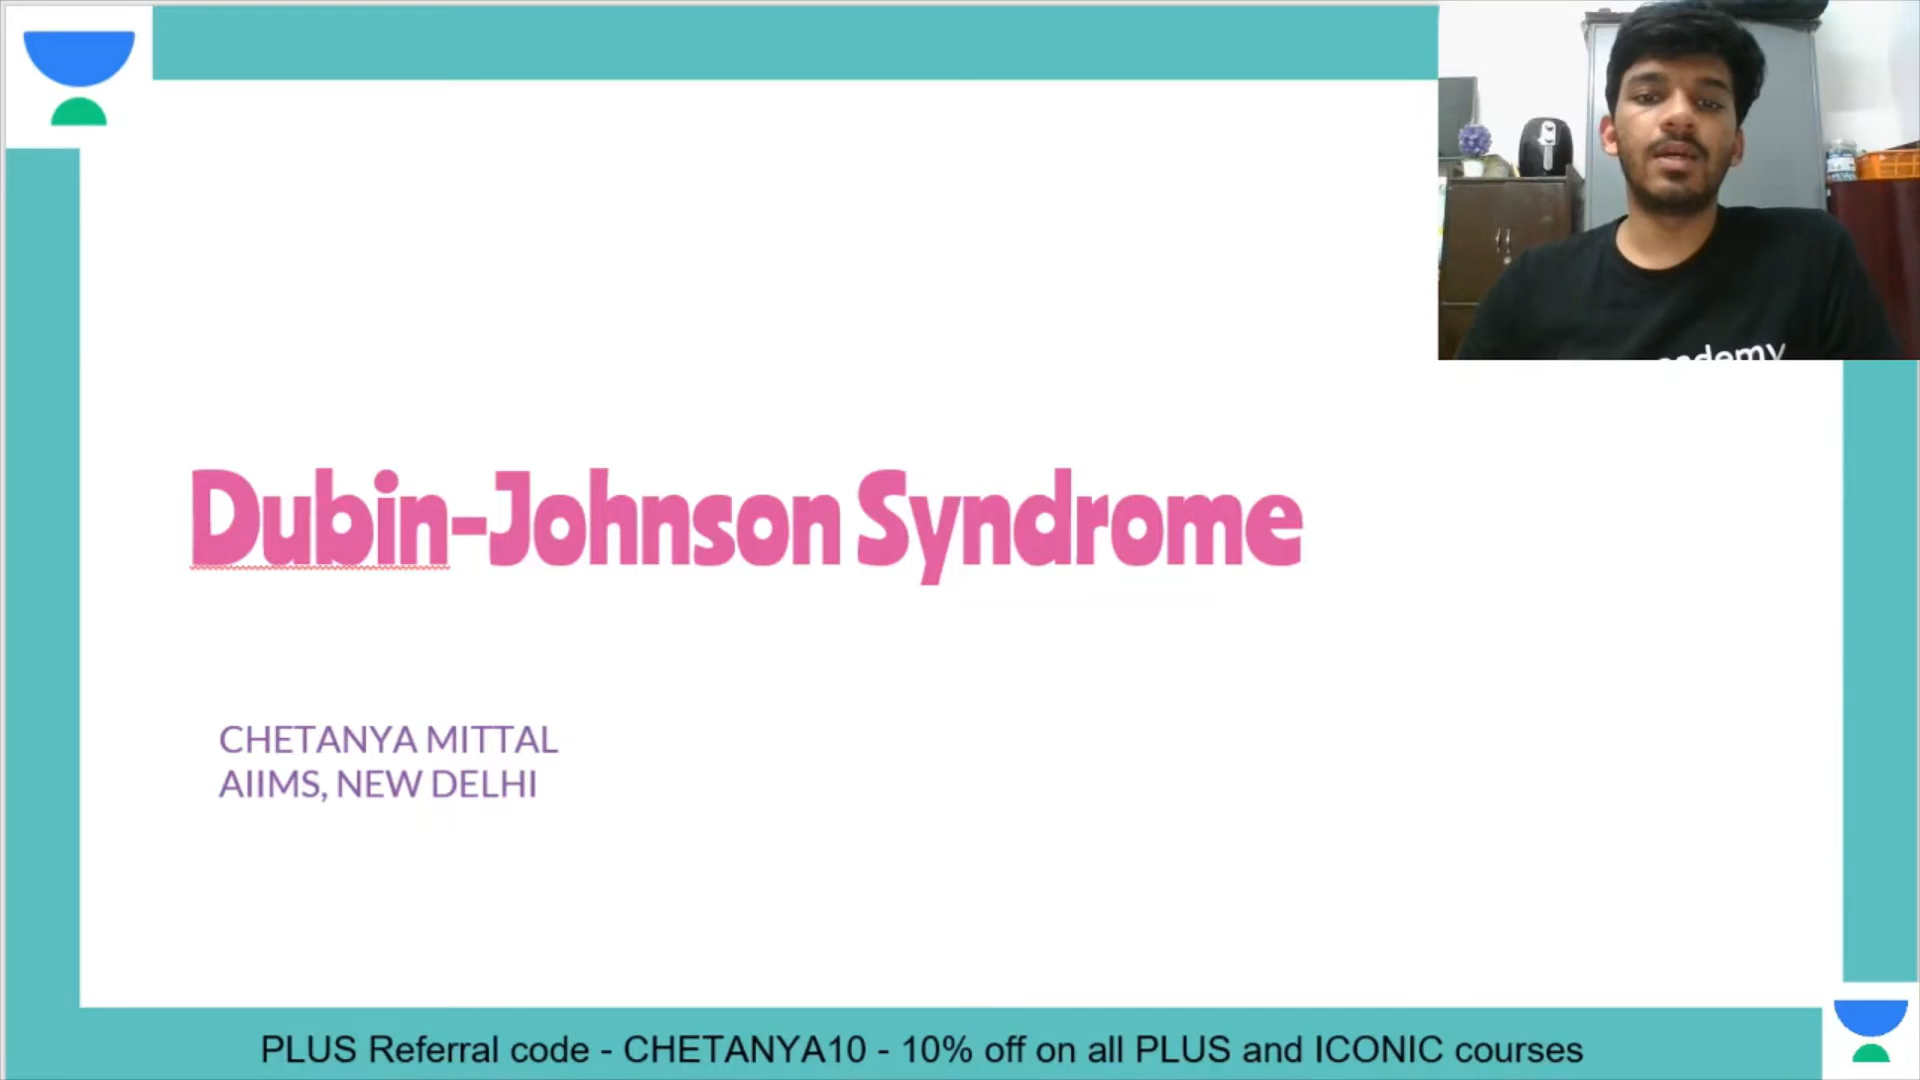 Dubin-Johnson Syndrome
CHETANYA MITTAL
AIIMS, NEW DELHI
PLUS Referral code - CHETANYA10 - 10% off on all PLUS and ICONIC courses